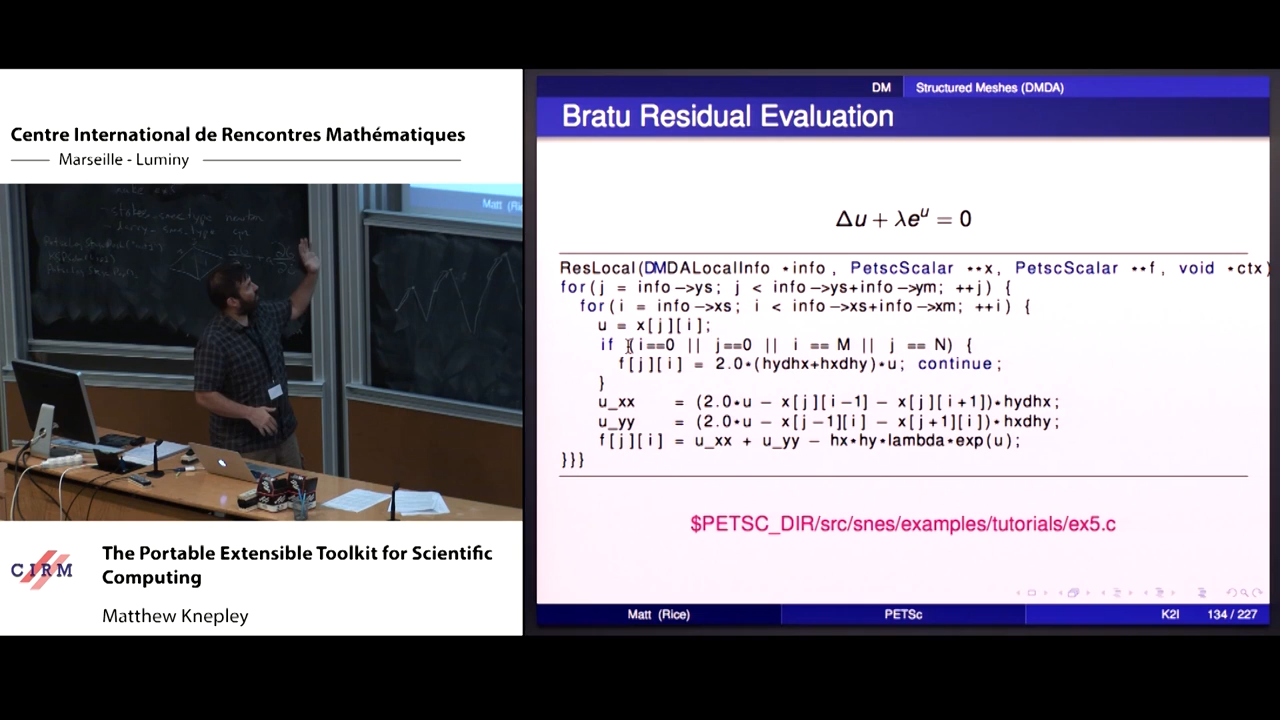 Centre International de Rencontres Mathématiques
Marseille - Luminy
Matt (Ri
CIRM
The Portable Extensible Toolkit for Scientific
Computing
Matthew Knepley
DM Structured Meshes (DMDA)
Bratu Residual Evaluation
Δu + λe^u = 0
ResLocal(DMDALocalInfo *info, PetscScalar **x, PetscScalar **f, void *ctx)
for(j = info->ys; j < info->ys+info->ym; ++j) {
for(i = info->xs; i < info->xs+info->xm; ++i) {
u = x[j][i];
if (i==0 || j==0 || i == M || j == N) {
f[j][i] = 2.0*(hydhx+hxdhy)*u; continue;
}
u_xx = (2.0*u - x[j][i-1] - x[j][i+1])*hydhx;
u_yy = (2.0*u - x[j-1][i] - x[j+1][i])*hxdhy;
f[j][i] = u_xx + u_yy - hx*hy*lambda*exp(u);
}}}
$PETSC_DIR/src/snes/examples/tutorials/ex5.c
Matt (Rice) PETSc K2I 134 / 227